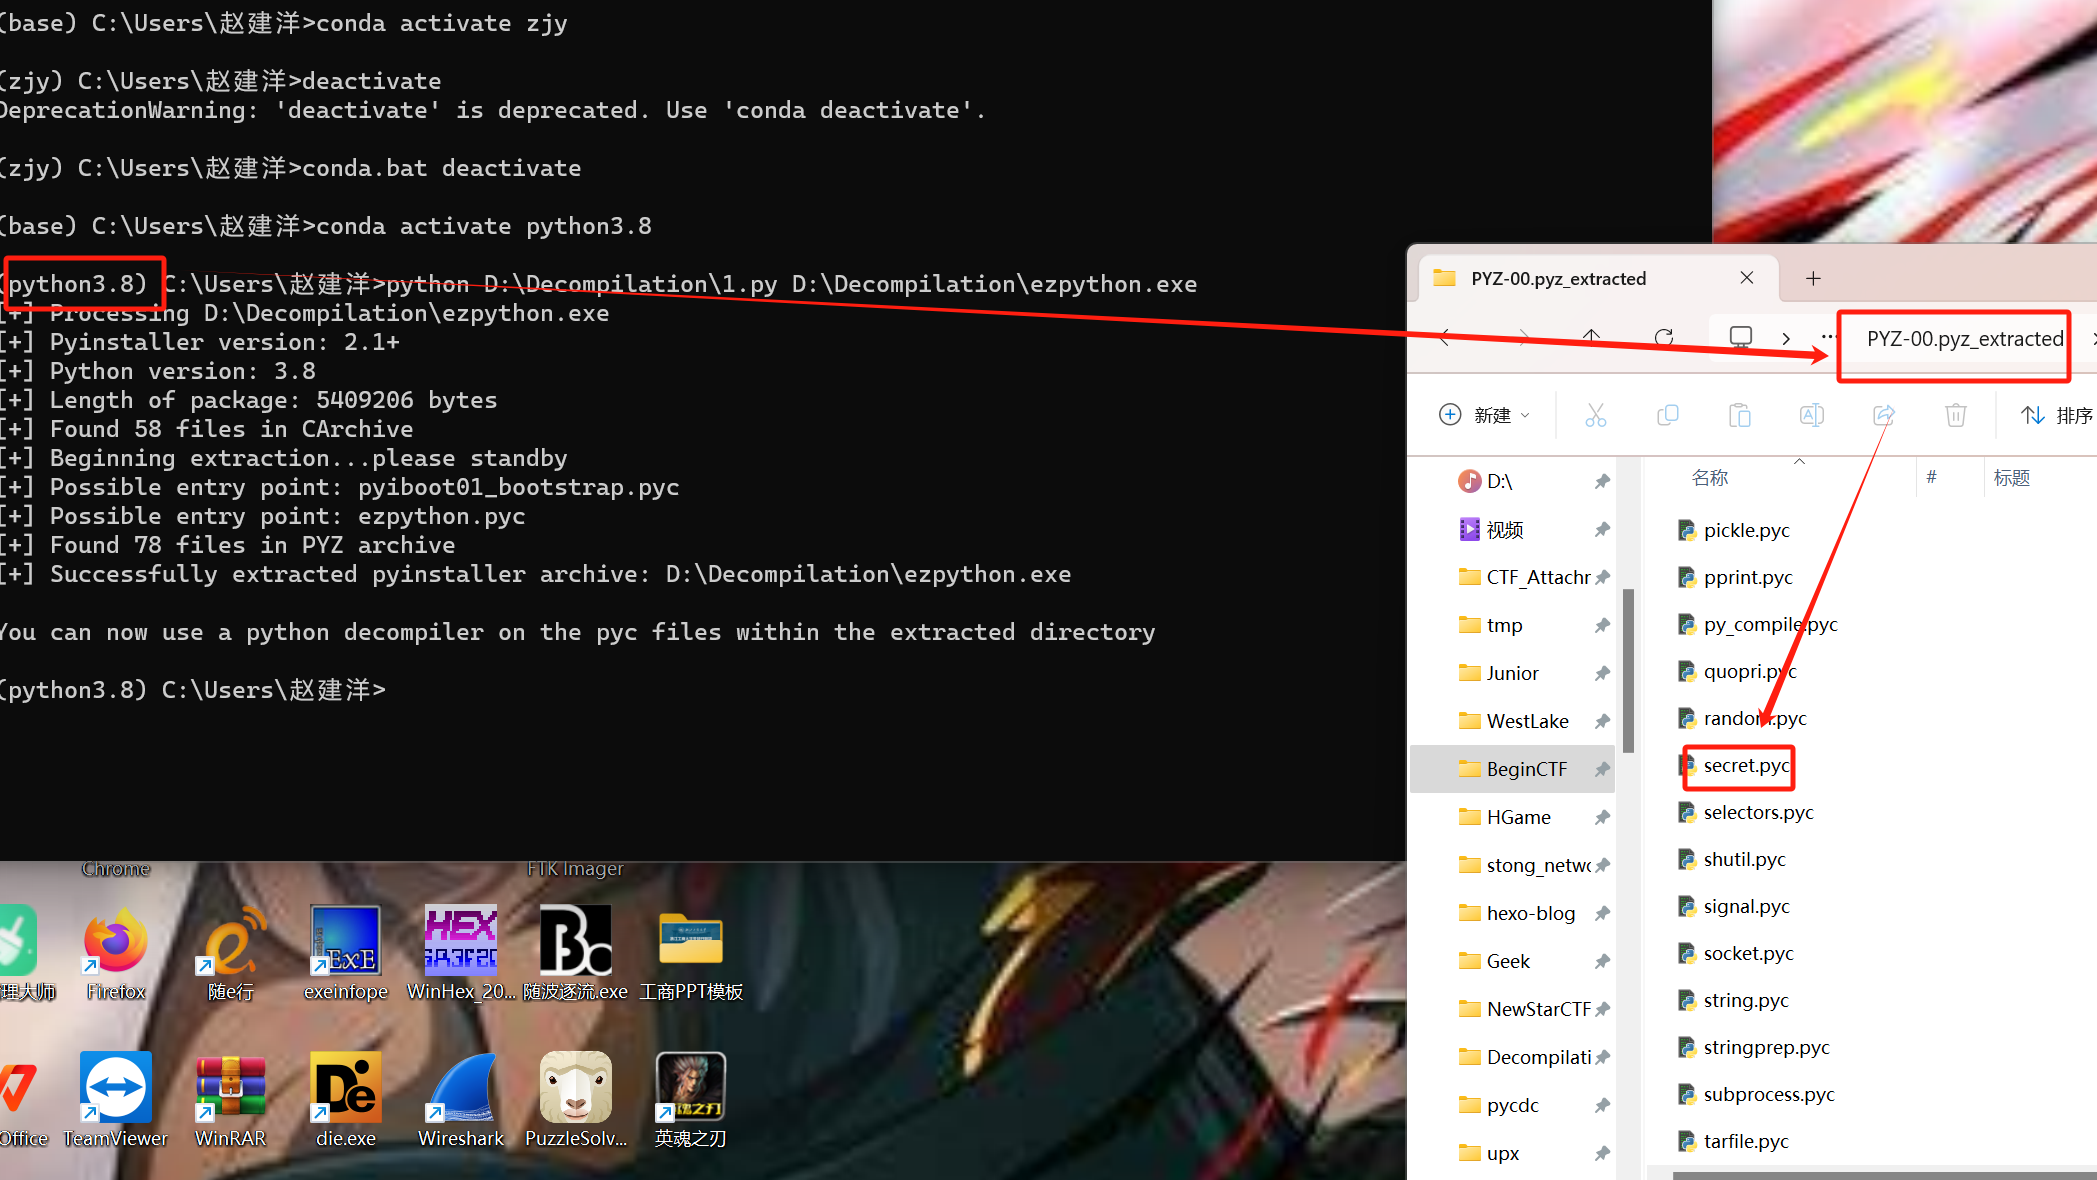 (base) C:\Users\赵建洋>conda activate zjy
(zjy) C:\Users\赵建洋>deactivate
DeprecationWarning: 'deactivate' is deprecated. Use 'conda deactivate'.
(zjy) C:\Users\赵建洋>conda.bat deactivate
(base) C:\Users\赵建洋>conda activate python3.8
(python3.8) C:\Users\赵建洋>python D:\Decompilation\1.py D:\Decompilation\ezpython.exe
[+] Processing D:\Decompilation\ezpython.exe
[+] Pyinstaller version: 2.1+
[+] Python version: 3.8
[+] Length of package: 5409206 bytes
[+] Found 58 files in CArchive
[+] Beginning extraction...please standby
[+] Possible entry point: pyiboot01_bootstrap.pyc
[+] Possible entry point: ezpython.pyc
[+] Found 78 files in PYZ archive
[+] Successfully extracted pyinstaller archive: D:\Decompilation\ezpython.exe
You can now use a python decompiler on the pyc files within the extracted directory
(python3.8) C:\Users\赵建洋>
PYZ-00.pyz_extracted
PYZ-00.pyz_extracted
新建
排序
D:\
视频
CTF_Attachr
tmp
Junior
WestLake
BeginCTF
HGame
stong_netwo
hexo-blog
Geek
NewStarCTF
Decompilati
pycdc
upx
名称 # 标题
pickle.pyc
pprint.pyc
py_compile.pyc
quopri.pyc
random.pyc
secret.pyc
selectors.pyc
shutil.pyc
signal.pyc
socket.pyc
string.pyc
stringprep.pyc
subprocess.pyc
tarfile.pyc
Chrome
FTK Imager
理大师
Firefox
随e行
exeinfope
WinHex_20...
随波逐流.exe
工商PPT模板
Office
TeamViewer
WinRAR
die.exe
Wireshark
PuzzleSolv...
英魂之刃